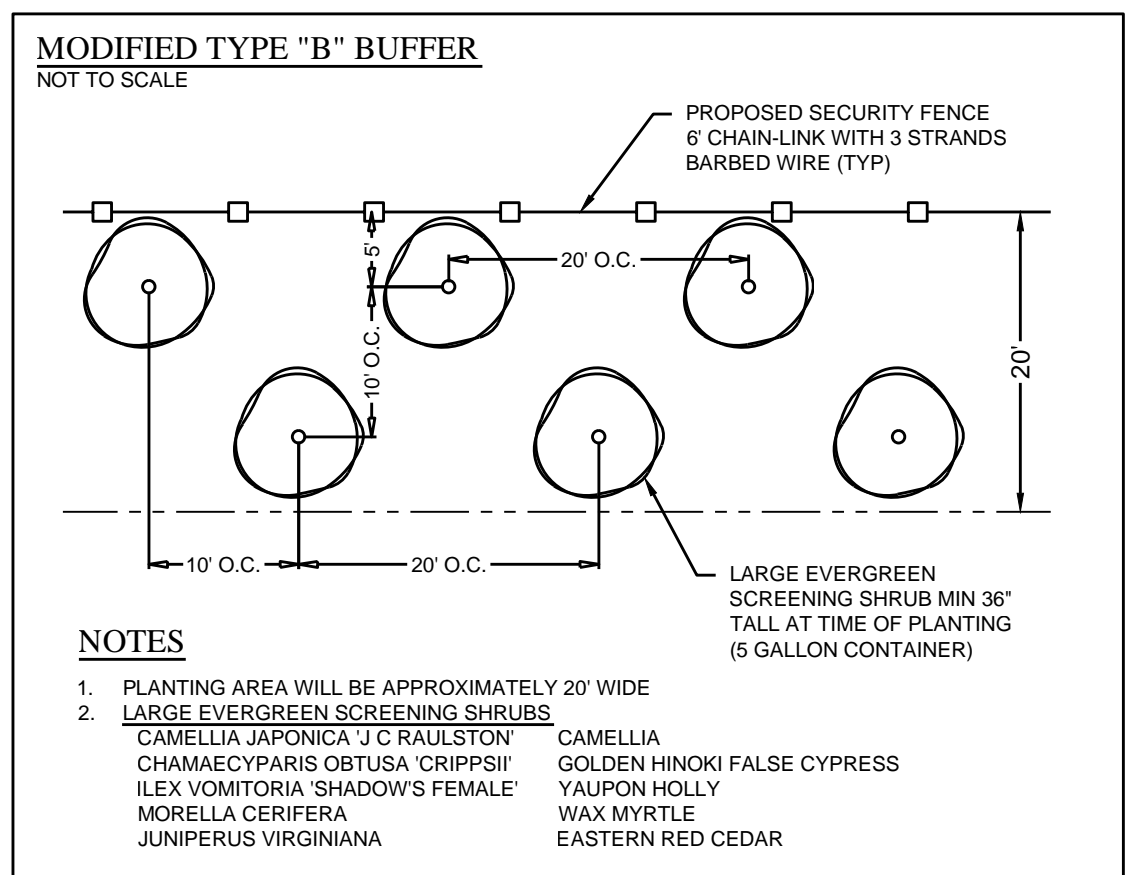 MODIFIED TYPE "B" BUFFER
NOT TO SCALE
PROPOSED SECURITY FENCE
6' CHAIN-LINK WITH 3 STRANDS
BARBED WIRE (TYP)
5'
20' O.C.
10' O.C.
20'
10' O.C.
20' O.C.
LARGE EVERGREEN
SCREENING SHRUB MIN 36"
TALL AT TIME OF PLANTING
(5 GALLON CONTAINER)
NOTES
1. PLANTING AREA WILL BE APPROXIMATELY 20' WIDE
2. LARGE EVERGREEN SCREENING SHRUBS
CAMELLIA JAPONICA 'J C RAULSTON' CAMELLIA
CHAMAECYPARIS OBTUSA 'CRIPPSII' GOLDEN HINOKI FALSE CYPRESS
ILEX VOMITORIA 'SHADOW'S FEMALE' YAUPON HOLLY
MORELLA CERIFERA WAX MYRTLE
JUNIPERUS VIRGINIANA EASTERN RED CEDAR